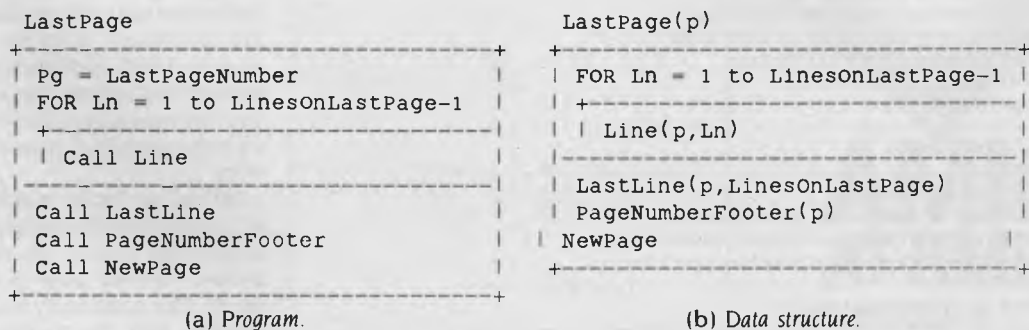 LastPage
Pg = LastPageNumber
FOR Ln = 1 to LinesOnLastPage-1
Call Line
Call LastLine
Call PageNumberFooter
Call NewPage
(a) Program.
LastPage(p)
FOR Ln = 1 to LinesOnLastPage-1
Line(p,Ln)
LastLine(p,LinesOnLastPage)
PageNumberFooter(p)
NewPage
(b) Data structure.